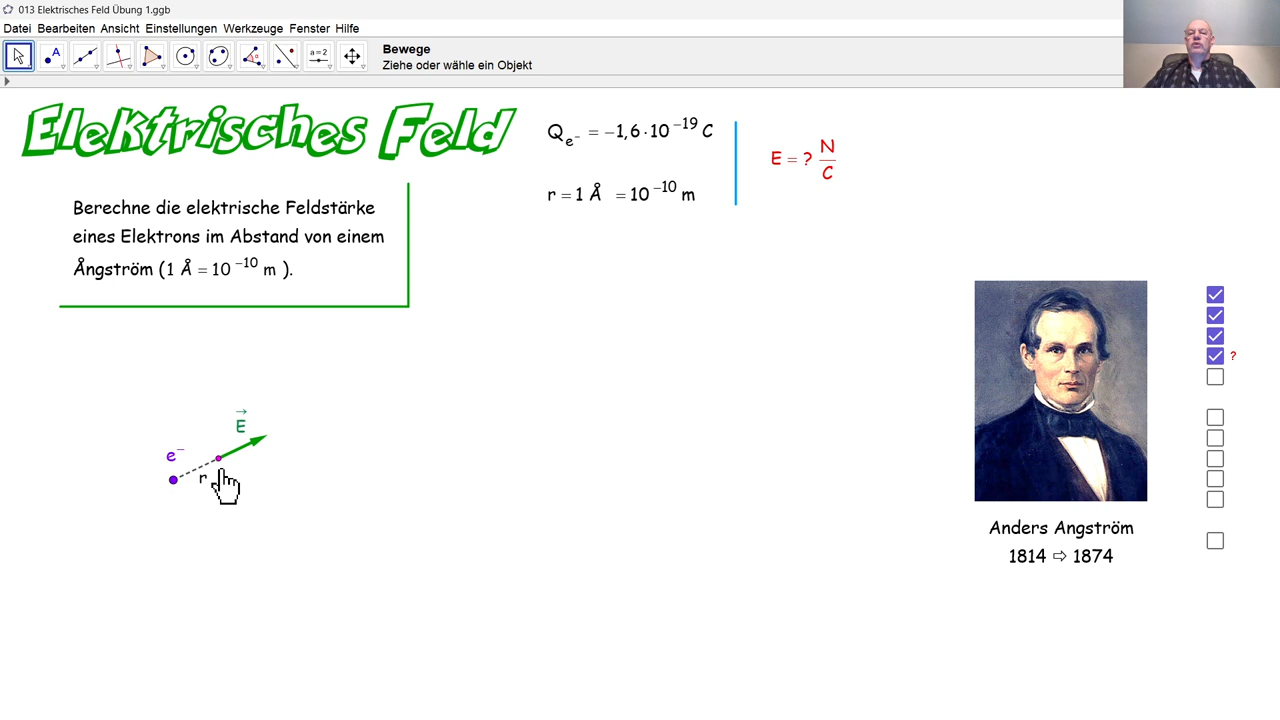 013 Elektrisches Feld Übung 1.ggb
Datei Bearbeiten Ansicht Einstellungen Werkzeuge Fenster Hilfe
A
a=2
Bewege
Ziehe oder wähle ein Objekt
Elektrisches Feld
Q e⁻ = −1,6·10⁻¹⁹ C
E = ? N/C
r = 1 Å = 10⁻¹⁰ m
Berechne die elektrische Feldstärke
eines Elektrons im Abstand von einem
Ångström (1 Å = 10⁻¹⁰ m ).
?
E
e⁻
r
Anders Angström
1814 ⇨ 1874